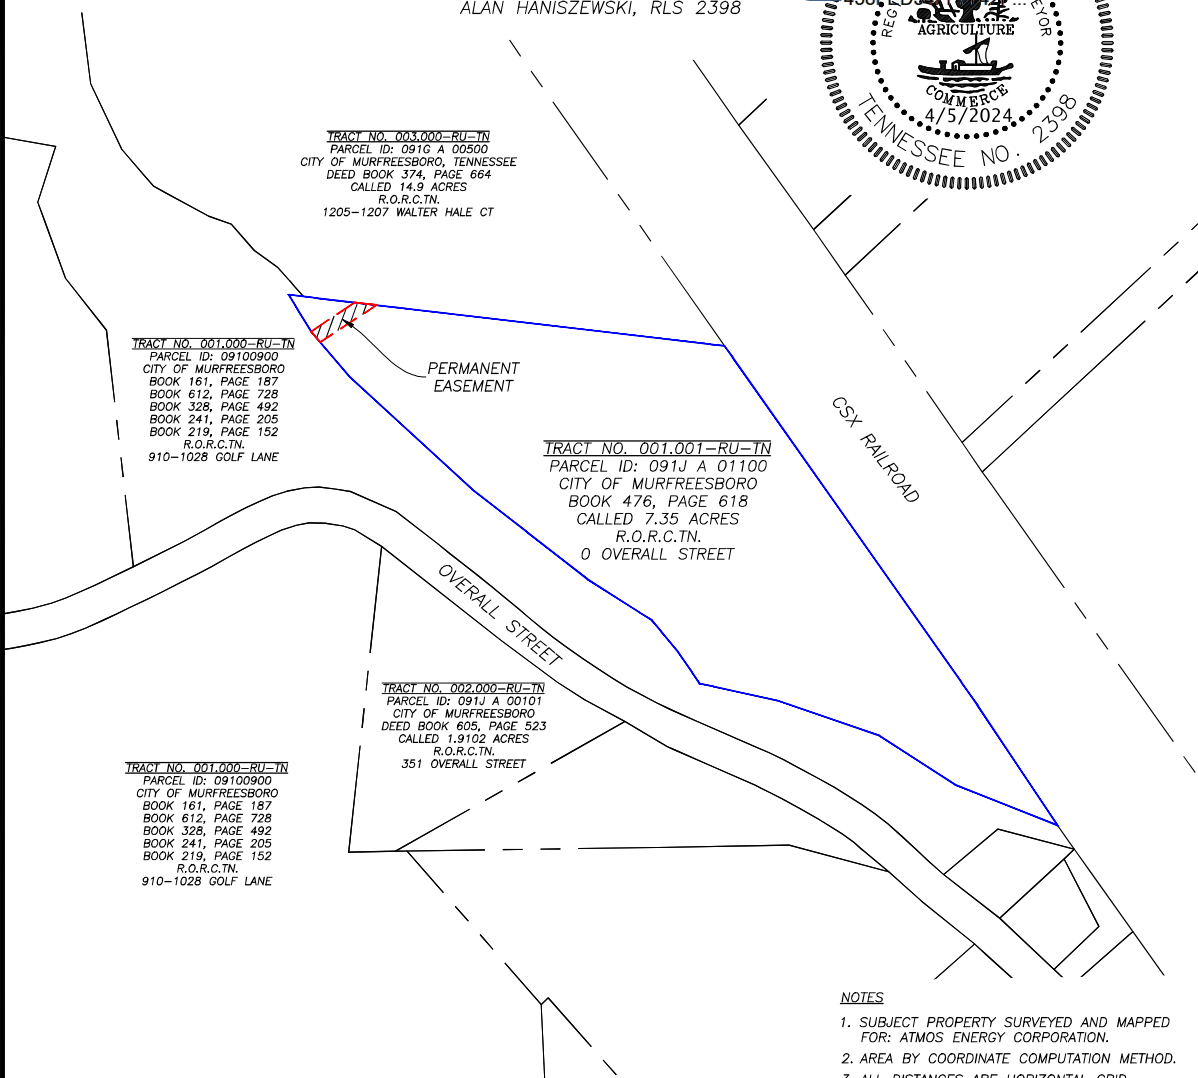 ALAN HANISZEWSKI, RLS 2398
AGRICULTURE
COMMERCE
4/5/2024
TENNESSEE NO. 2398
TRACT NO. 003.000-RU-TN
PARCEL ID: 091G A 00500
CITY OF MURFREESBORO, TENNESSEE
DEED BOOK 374, PAGE 664
CALLED 14.9 ACRES
R.O.R.C.TN.
1205-1207 WALTER HALE CT
TRACT NO. 001.000-RU-TN
PARCEL ID: 09100900
CITY OF MURFREESBORO
BOOK 161, PAGE 187
BOOK 612, PAGE 728
BOOK 328, PAGE 492
BOOK 241, PAGE 205
BOOK 219, PAGE 152
R.O.R.C.TN.
910-1028 GOLF LANE
PERMANENT
EASEMENT
CSX RAILROAD
TRACT NO. 001.001-RU-TN
PARCEL ID: 091J A 01100
CITY OF MURFREESBORO
BOOK 476, PAGE 618
CALLED 7.35 ACRES
R.O.R.C.TN.
0 OVERALL STREET
OVERALL STREET
TRACT NO. 002.000-RU-TN
PARCEL ID: 091J A 00101
CITY OF MURFREESBORO
DEED BOOK 605, PAGE 523
CALLED 1.9102 ACRES
R.O.R.C.TN.
351 OVERALL STREET
TRACT NO. 001.000-RU-TN
PARCEL ID: 09100900
CITY OF MURFREESBORO
BOOK 161, PAGE 187
BOOK 612, PAGE 728
BOOK 328, PAGE 492
BOOK 241, PAGE 205
BOOK 219, PAGE 152
R.O.R.C.TN.
910-1028 GOLF LANE
NOTES
1. SUBJECT PROPERTY SURVEYED AND MAPPED
FOR: ATMOS ENERGY CORPORATION.
2. AREA BY COORDINATE COMPUTATION METHOD.
3. ALL DISTANCES ARE HORIZONTAL GRID